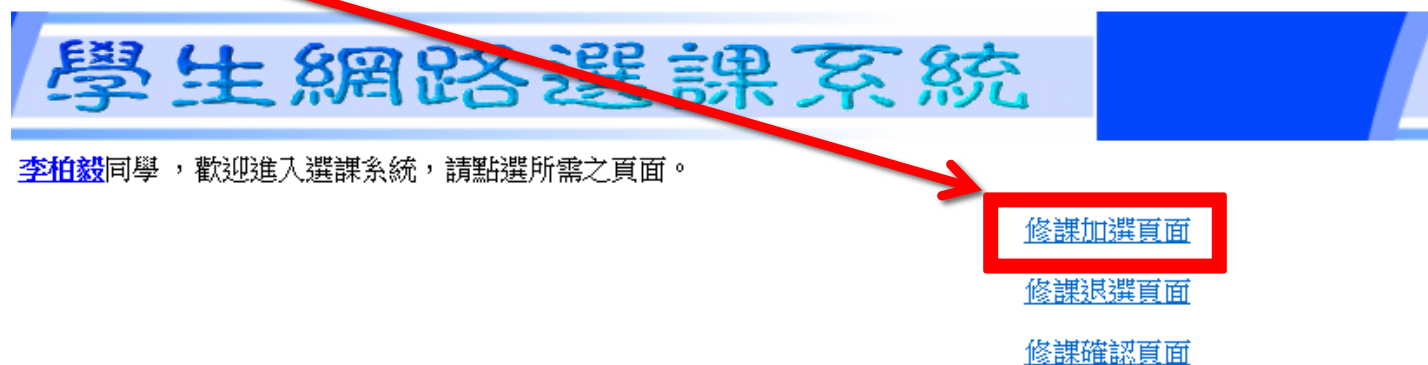 學生網路選課系統
李柏毅同學 ，歡迎進入選課系統，請點選所需之頁面。
修課加選頁面
修課退選頁面
修課確認頁面